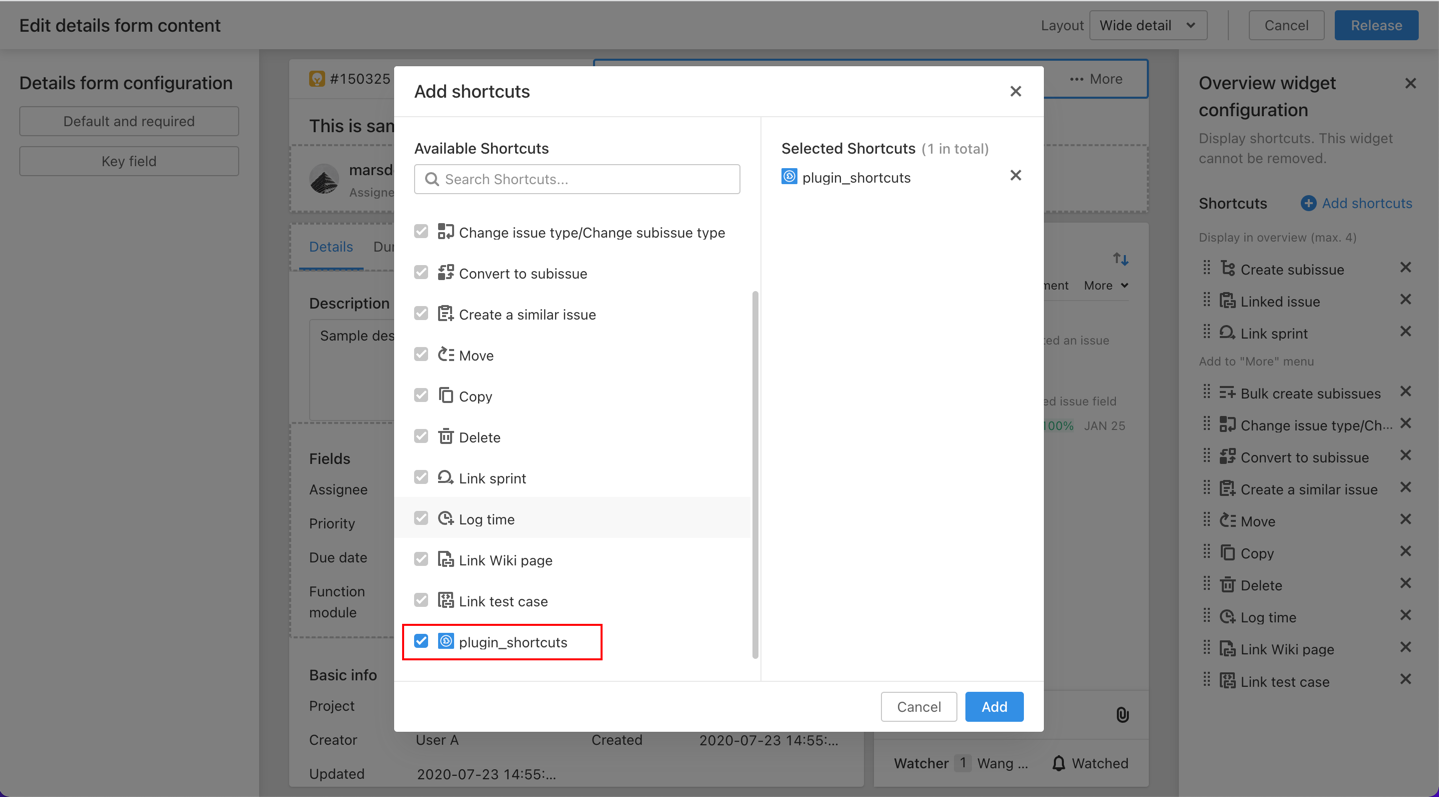 Edit details form content
Layout
Wide detail
Cancel
Release
Details form configuration
Default and required
Key field
#150325
This is sam
marsd
Assigne
Details
Du
Description
Sample des
Fields
Assignee
Priority
Due date
Function
module
Basic info
Project
Creator
User A
Created
2020-07-23 14:55:...
Updated
2020-07-23 14:55:...
••• More
ment
More
ed an issue
ed issue field
100% JAN 25
Watcher 1 Wang ...
Watched
Add shortcuts
Available Shortcuts
Search Shortcuts...
Change issue type/Change subissue type
Convert to subissue
Create a similar issue
Move
Copy
Delete
Link sprint
Log time
Link Wiki page
Link test case
plugin_shortcuts
Selected Shortcuts (1 in total)
plugin_shortcuts
Cancel
Add
Overview widget
configuration
Display shortcuts. This widget
cannot be removed.
Shortcuts
Add shortcuts
Display in overview (max. 4)
Create subissue
Linked issue
Link sprint
Add to "More" menu
Bulk create subissues
Change issue type/Ch...
Convert to subissue
Create a similar issue
Move
Copy
Delete
Log time
Link Wiki page
Link test case